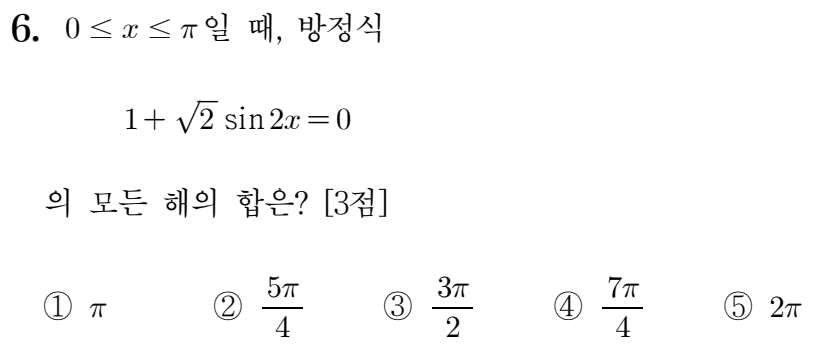 6. 0 ≤ x ≤ π일 때, 방정식
1 + √2 sin 2x = 0
의 모든 해의 합은? [3점]
① π ② 5π/4 ③ 3π/2 ④ 7π/4 ⑤ 2π